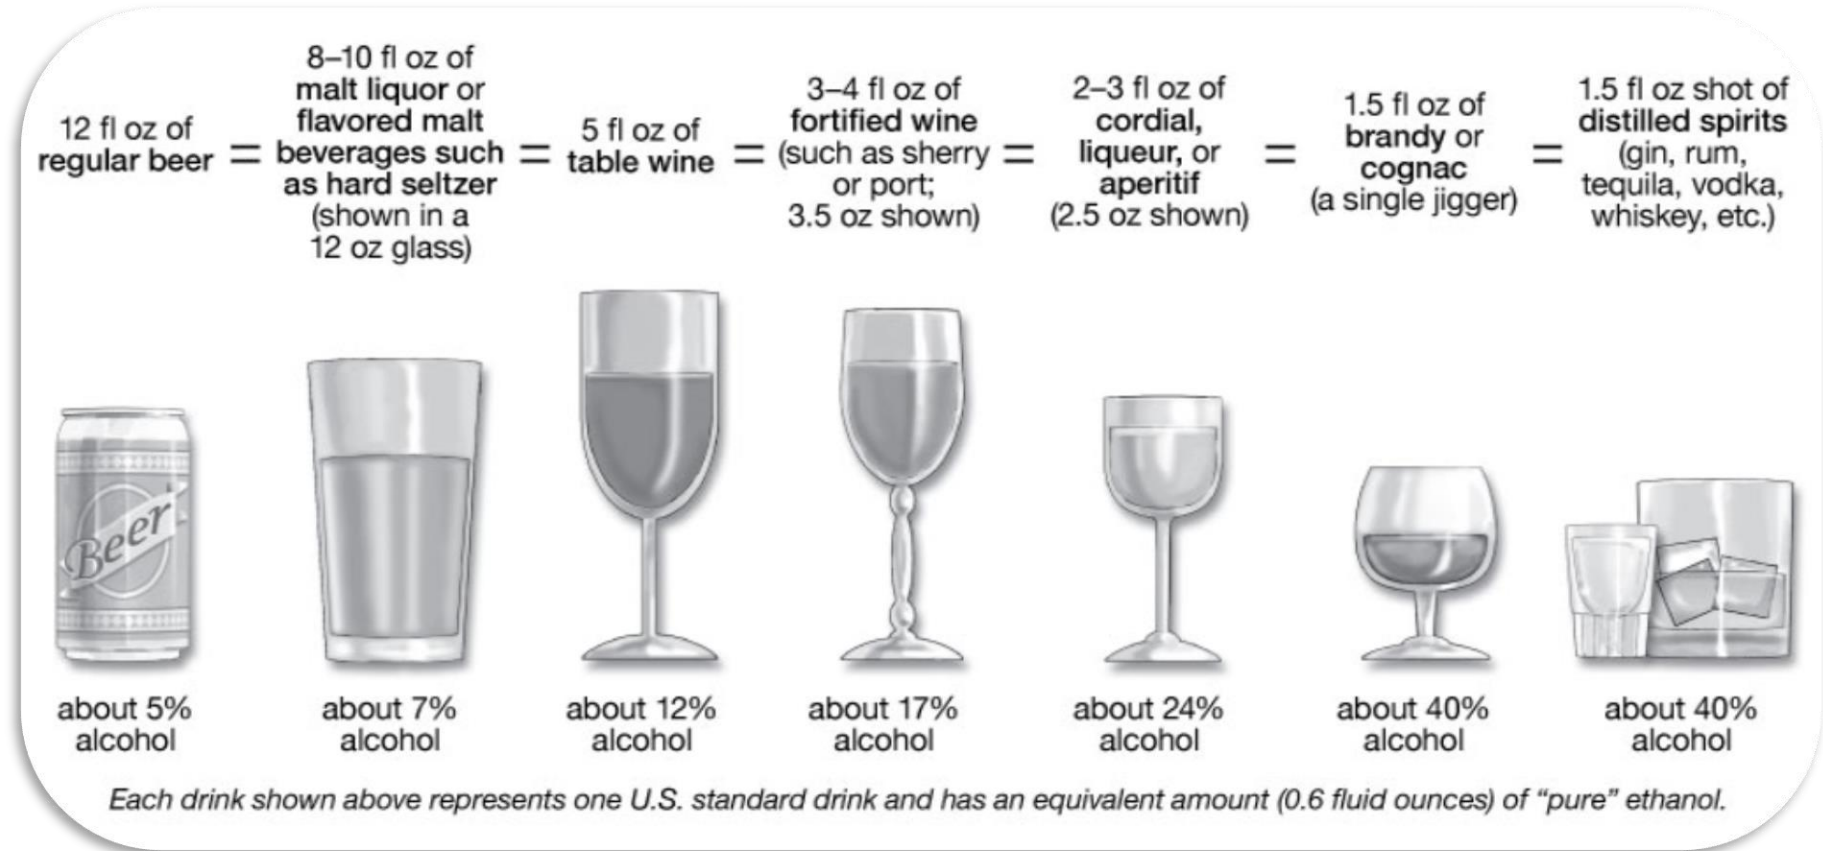 12 fl oz of
regular beer
=
8–10 fl oz of
malt liquor or
flavored malt
beverages such
as hard seltzer
(shown in a
12 oz glass)
=
5 fl oz of
table wine
=
3–4 fl oz of
fortified wine
(such as sherry
or port;
3.5 oz shown)
=
2–3 fl oz of
cordial,
liqueur, or
aperitif
(2.5 oz shown)
=
1.5 fl oz of
brandy or
cognac
(a single jigger)
=
1.5 fl oz shot of
distilled spirits
(gin, rum,
tequila, vodka,
whiskey, etc.)
Beer
about 5%
alcohol
about 7%
alcohol
about 12%
alcohol
about 17%
alcohol
about 24%
alcohol
about 40%
alcohol
about 40%
alcohol
Each drink shown above represents one U.S. standard drink and has an equivalent amount (0.6 fluid ounces) of “pure” ethanol.